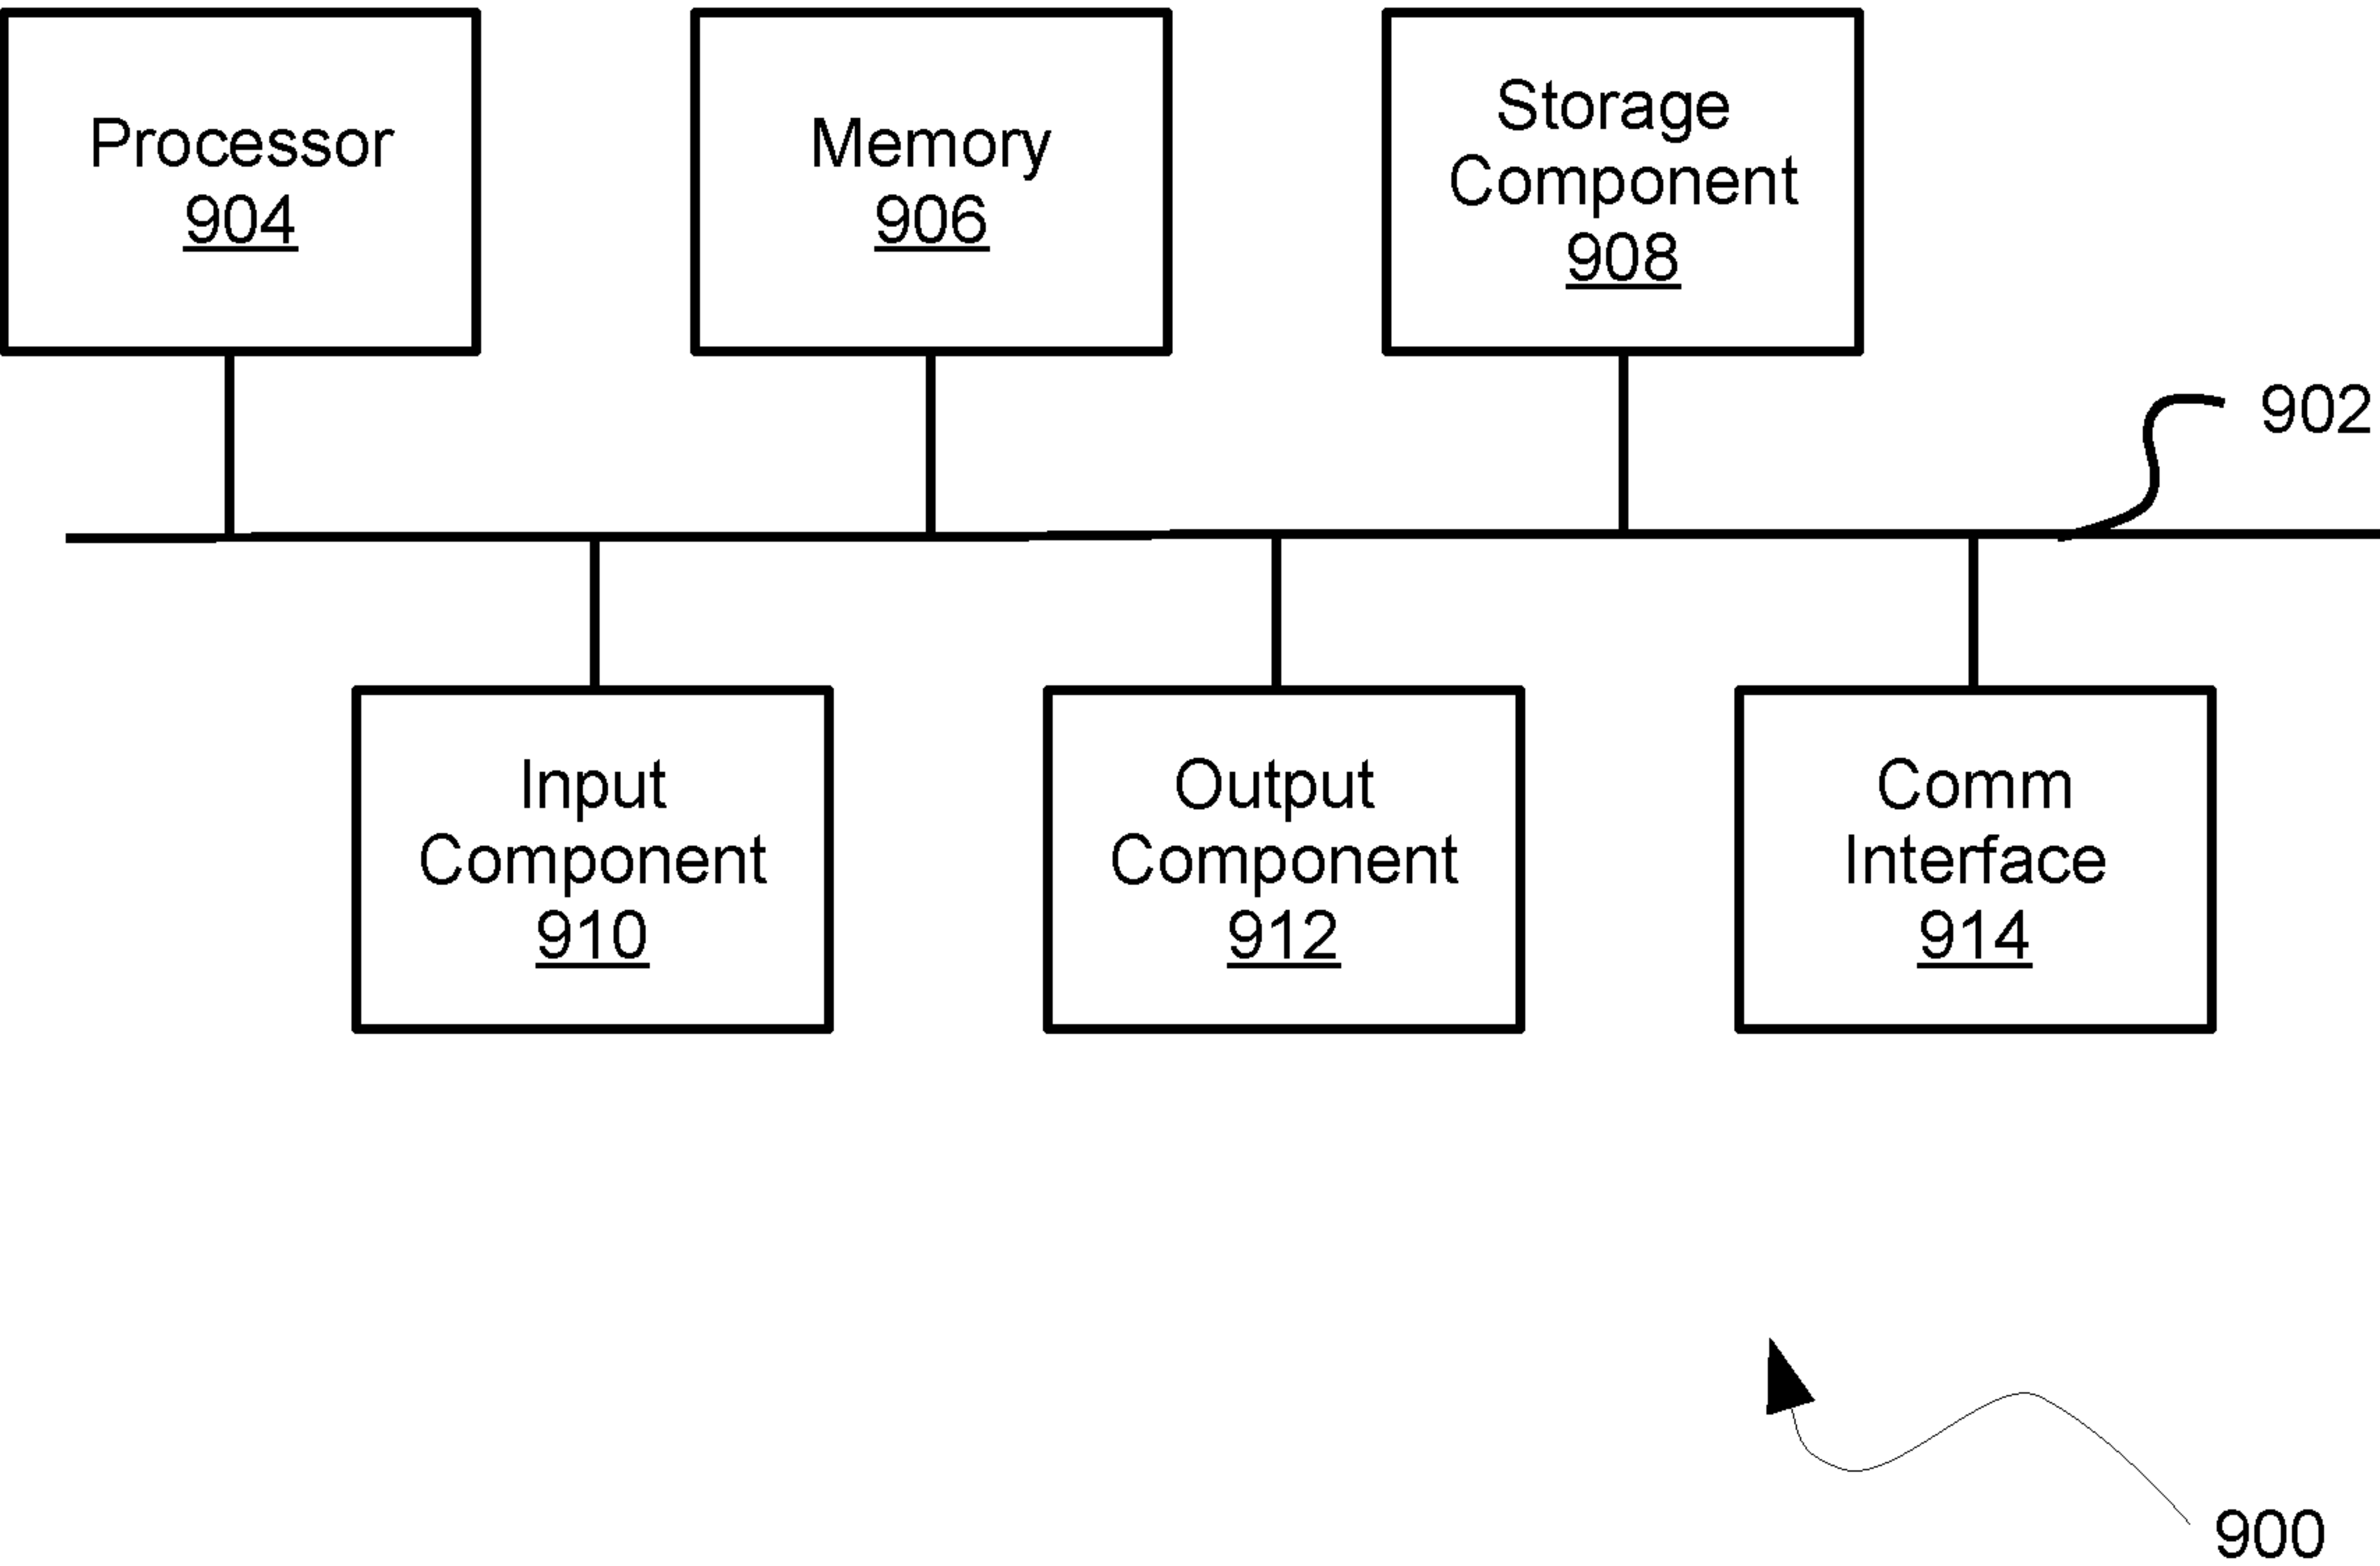 Processor
904
Memory
906
Storage
Component
908
902
Input
Component
910
Output
Component
912
Comm
Interface
914
900